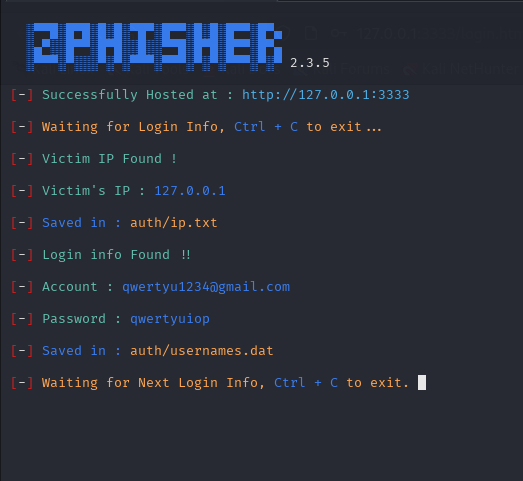 ZPHISHER 2.3.5
[-] Successfully Hosted at : http://127.0.0.1:3333
[-] Waiting for Login Info, Ctrl + C to exit...
[-] Victim IP Found !
[-] Victim's IP : 127.0.0.1
[-] Saved in : auth/ip.txt
[-] Login info Found !!
[-] Account : qwertyu1234@gmail.com
[-] Password : qwertyuiop
[-] Saved in : auth/usernames.dat
[-] Waiting for Next Login Info, Ctrl + C to exit.